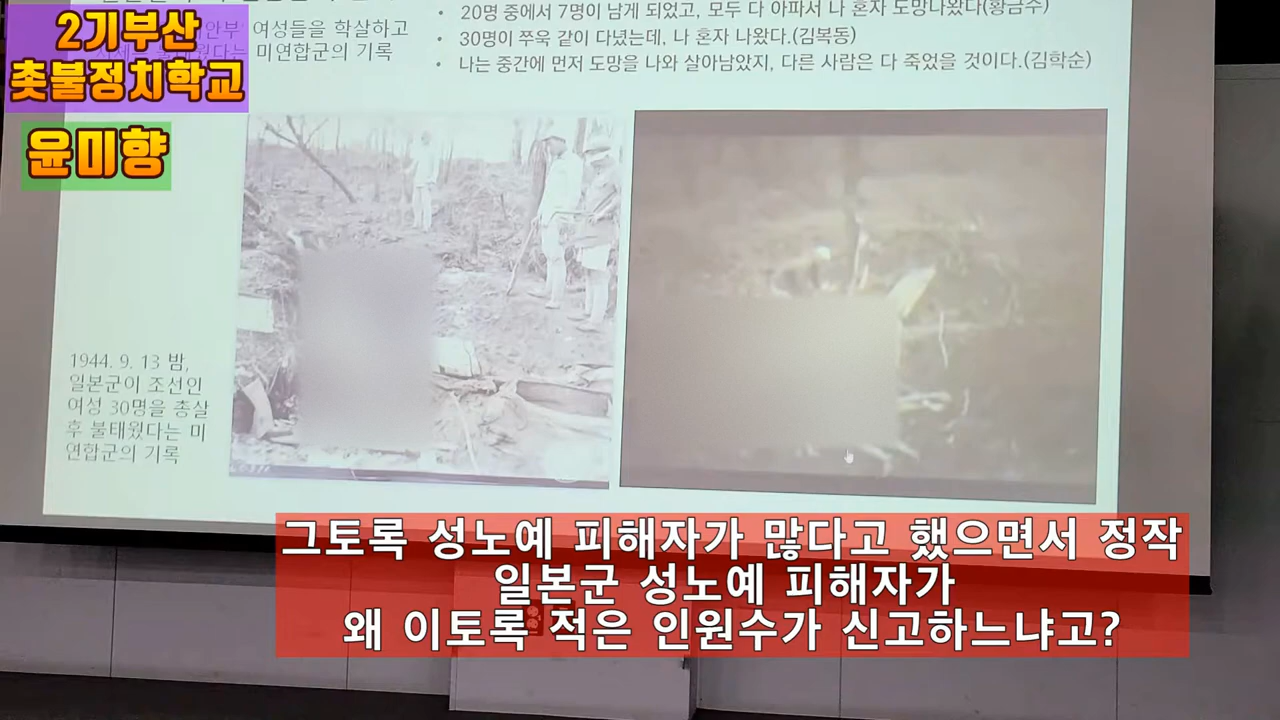 2기부산
촛불정치학교
윤미향
여성들을 학살하고
미연합군의 기록
• 20명 중에서 7명이 남게 되었고, 모두 다 아파서 나 혼자 도망나왔다(황금수)
• 30명이 쭈욱 같이 다녔는데, 나 혼자 나왔다.(김복동)
• 나는 중간에 먼저 도망을 나와 살아남았지, 다른 사람은 다 죽었을 것이다.(김학순)
1944. 9. 13 밤,
일본군이 조선인
여성 30명을 총살
후 불태웠다는 미
연합군의 기록
그토록 성노예 피해자가 많다고 했으면서 정작
일본군 성노예 피해자가
왜 이토록 적은 인원수가 신고하느냐고?